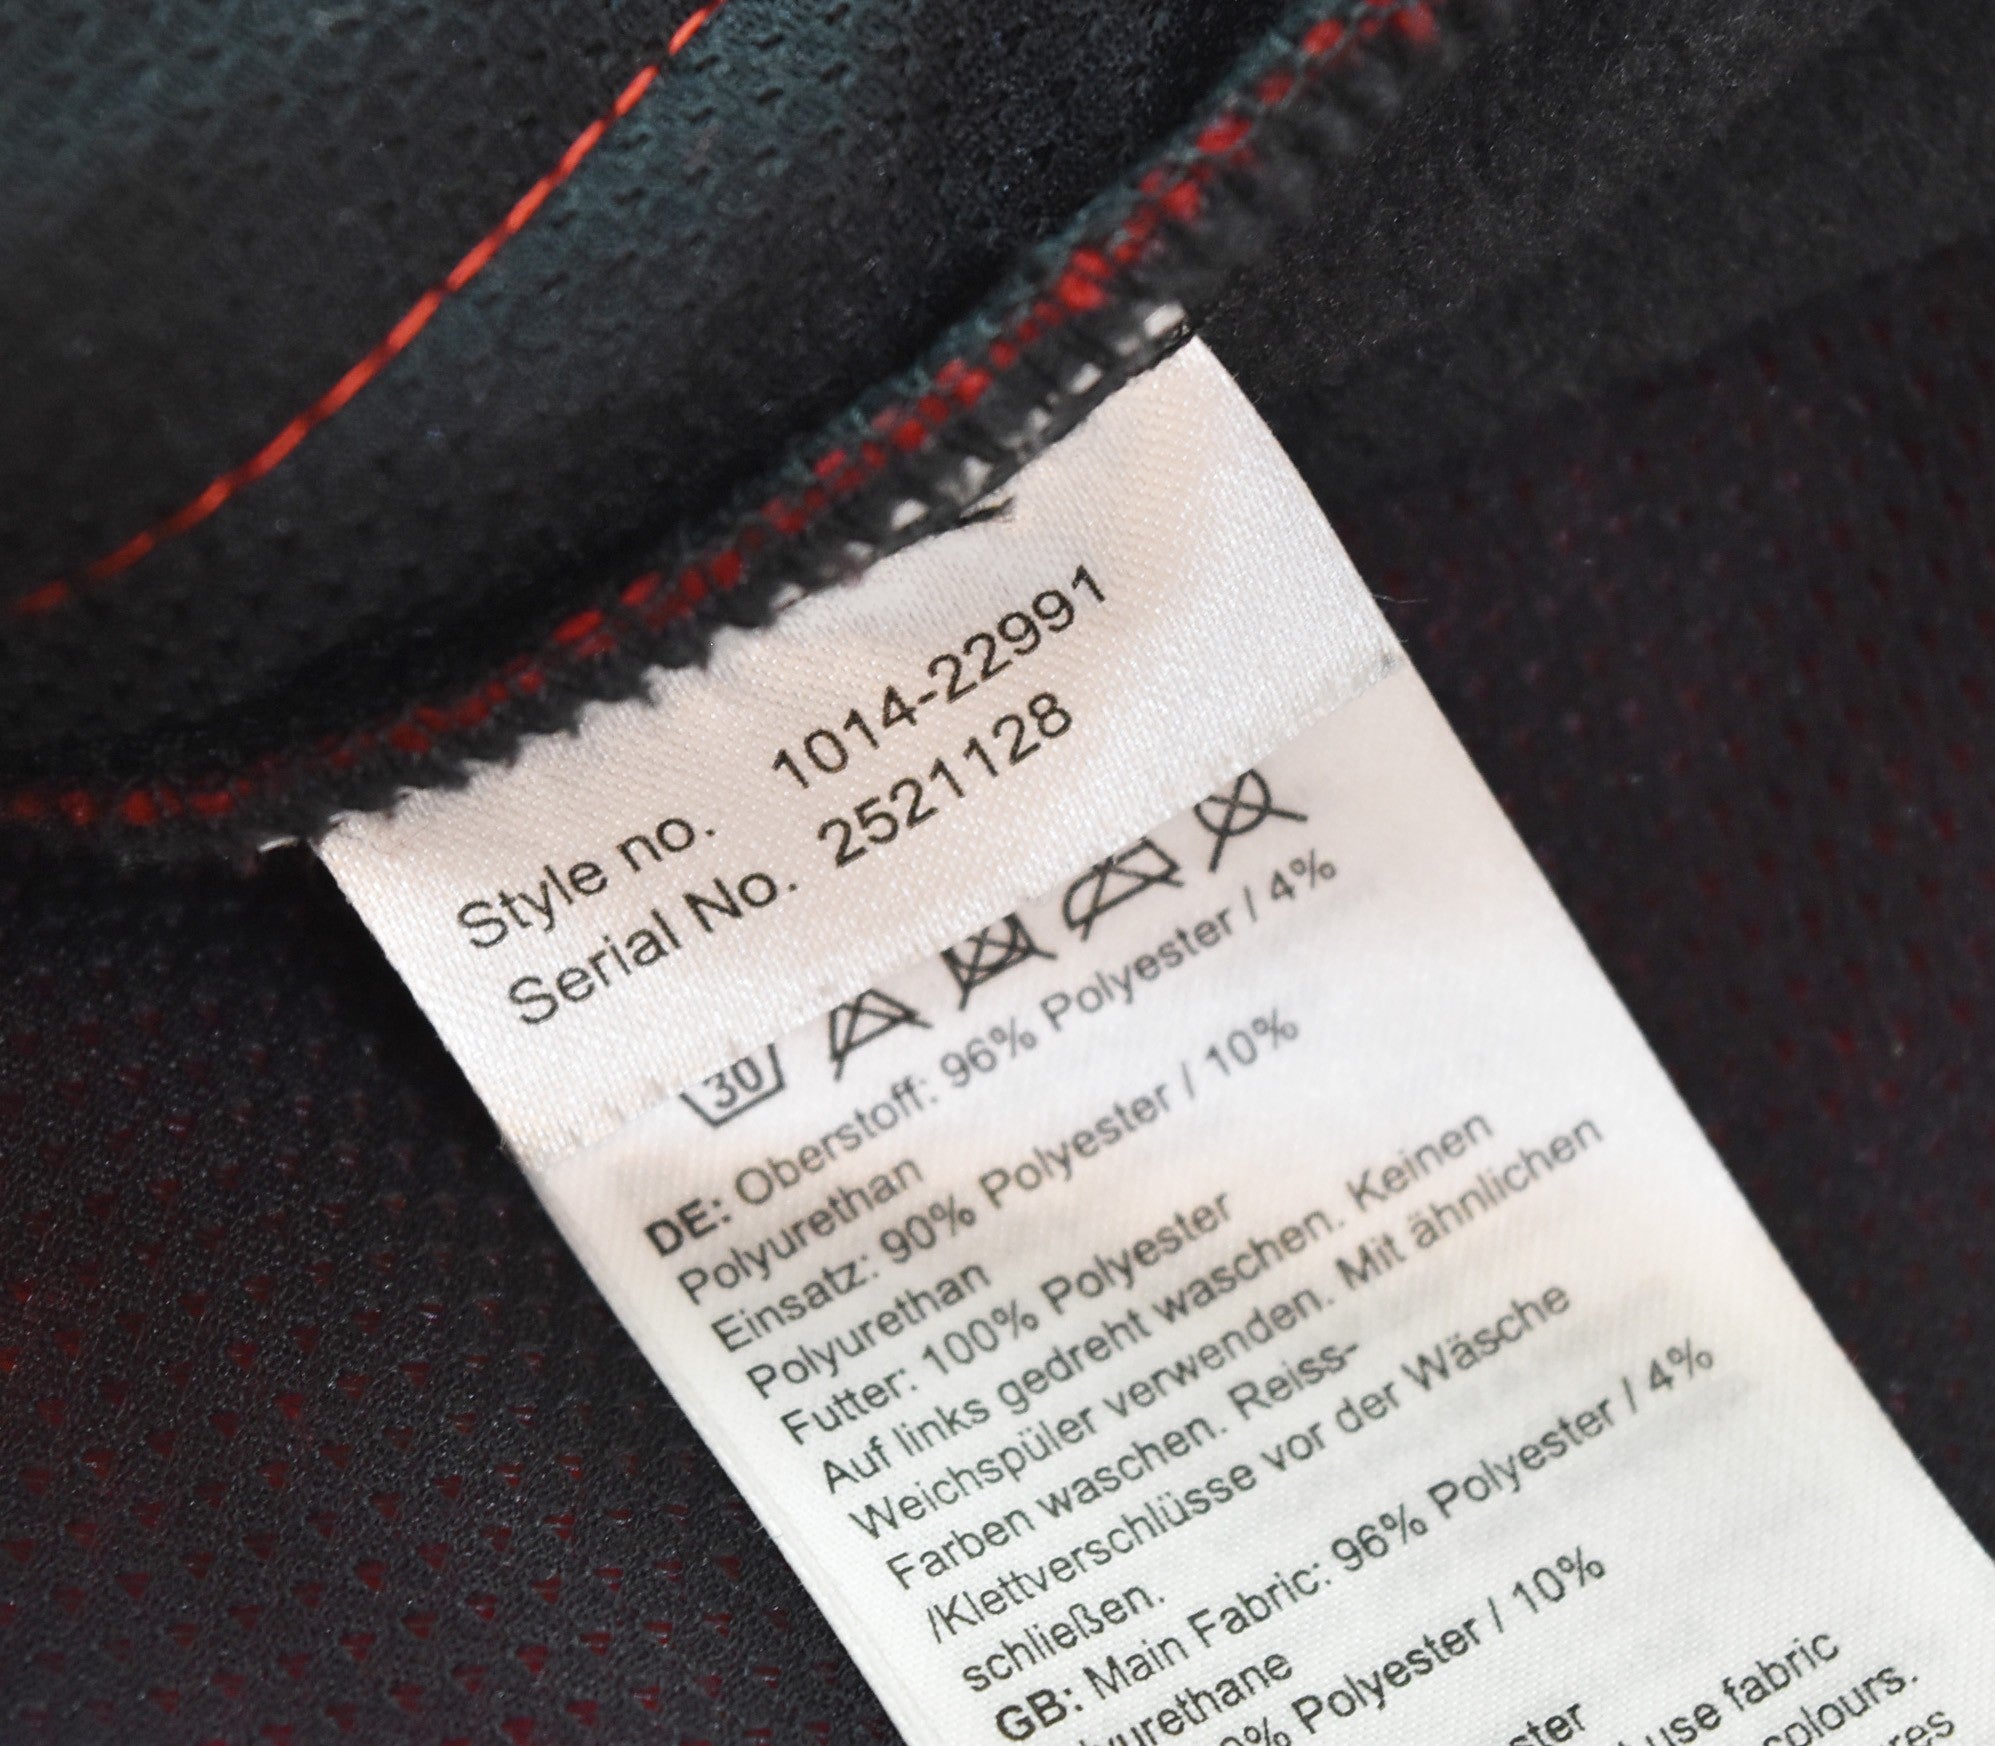 Style no. 1014-22991
Serial No. 2521128
30
DE: Oberstoff: 96% Polyester / 4%
Polyurethan
Einsatz: 90% Polyester / 10%
Polyurethan
Futter: 100% Polyester
Auf links gedreht waschen. Keinen
Weichspüler verwenden. Mit ähnlichen
Farben waschen. Reiss-
/Klettverschlüsse vor der Wäsche
schließen.
GB: Main Fabric: 96% Polyester / 4%
Polyester / 10%
use fabric
colours.